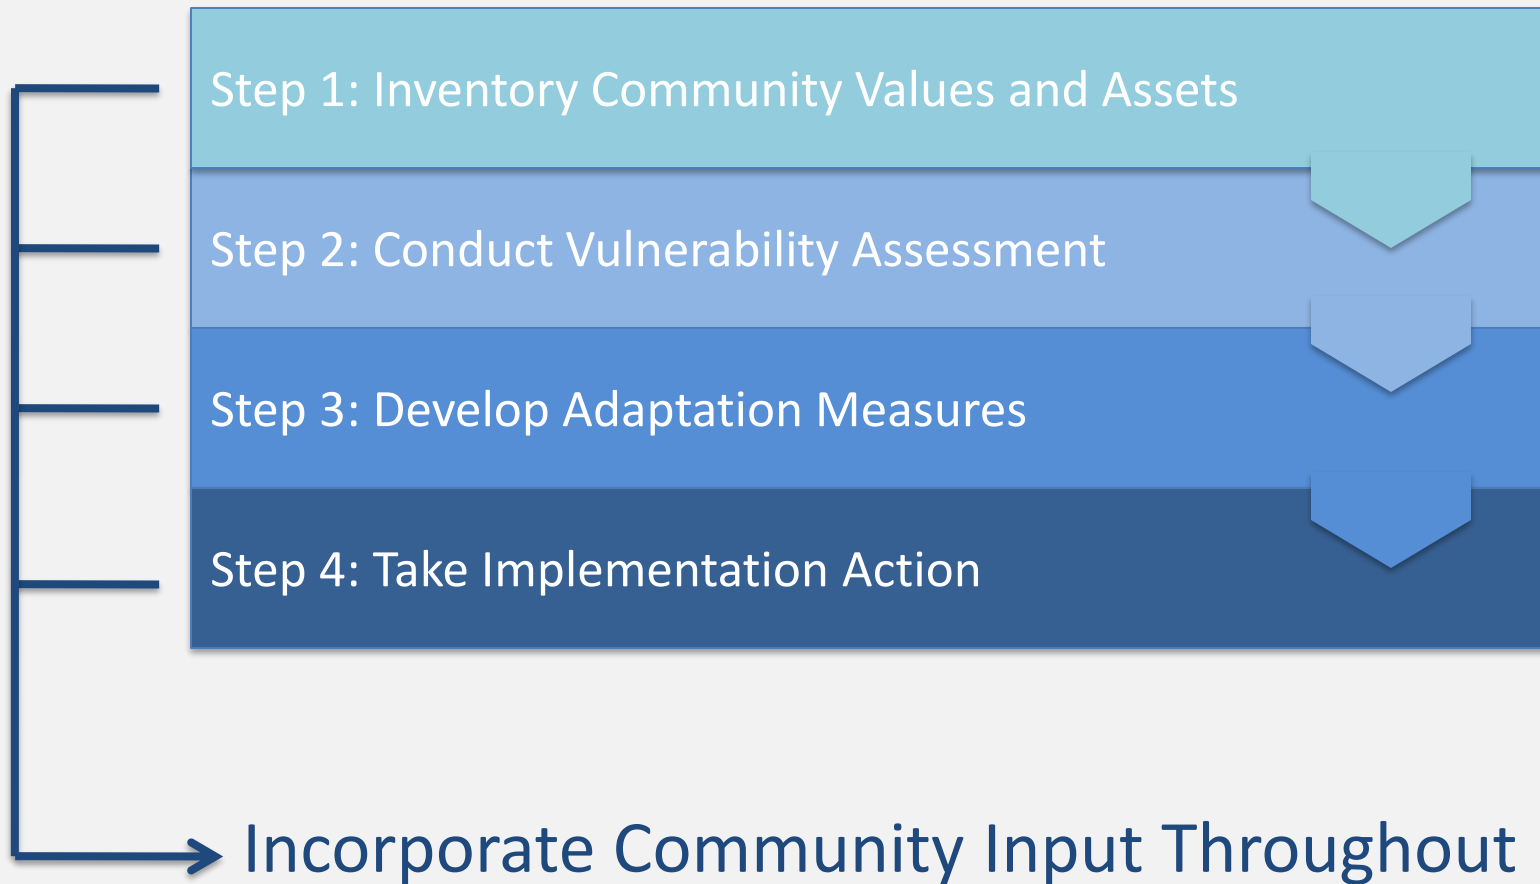 Step 1: Inventory Community Values and Assets
Step 2: Conduct Vulnerability Assessment
Step 3: Develop Adaptation Measures
Step 4: Take Implementation Action
Incorporate Community Input Throughout